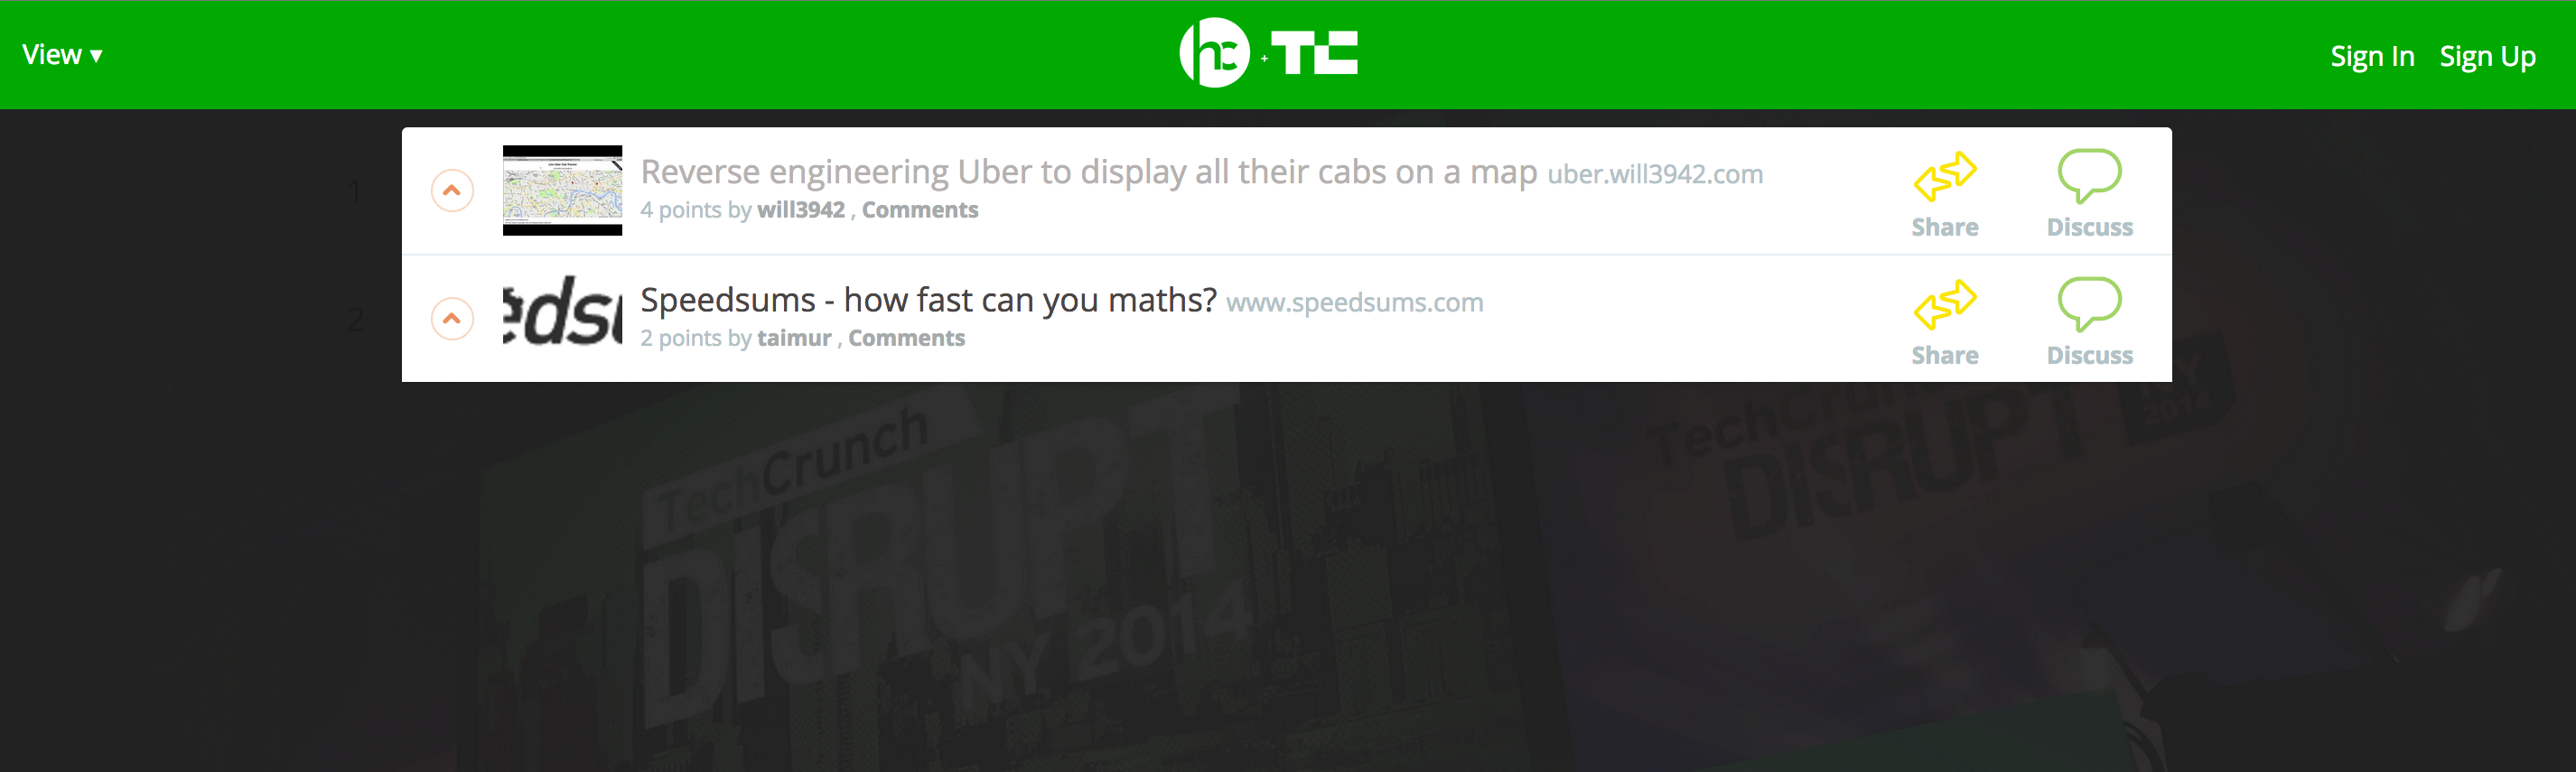 View ▾
hc + TC
Sign In Sign Up
1
Reverse engineering Uber to display all their cabs on a map uber.will3942.com
4 points by will3942 , Comments
Share
Discuss
2
edsu
Speedsums - how fast can you maths? www.speedsums.com
2 points by taimur , Comments
Share
Discuss
TechCrunch
DISRUPT
NY 2014
TechCrunch
DISRUPT
NY
2014